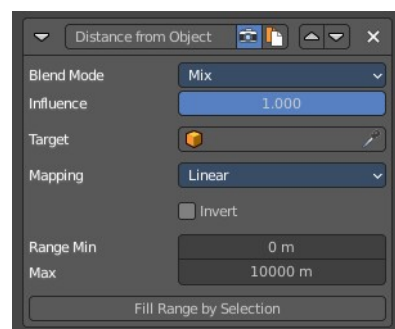 Distance from Object
Blend Mode Mix
Influence 1.000
Target
Mapping Linear
Invert
Range Min 0 m
Max 10000 m
Fill Range by Selection